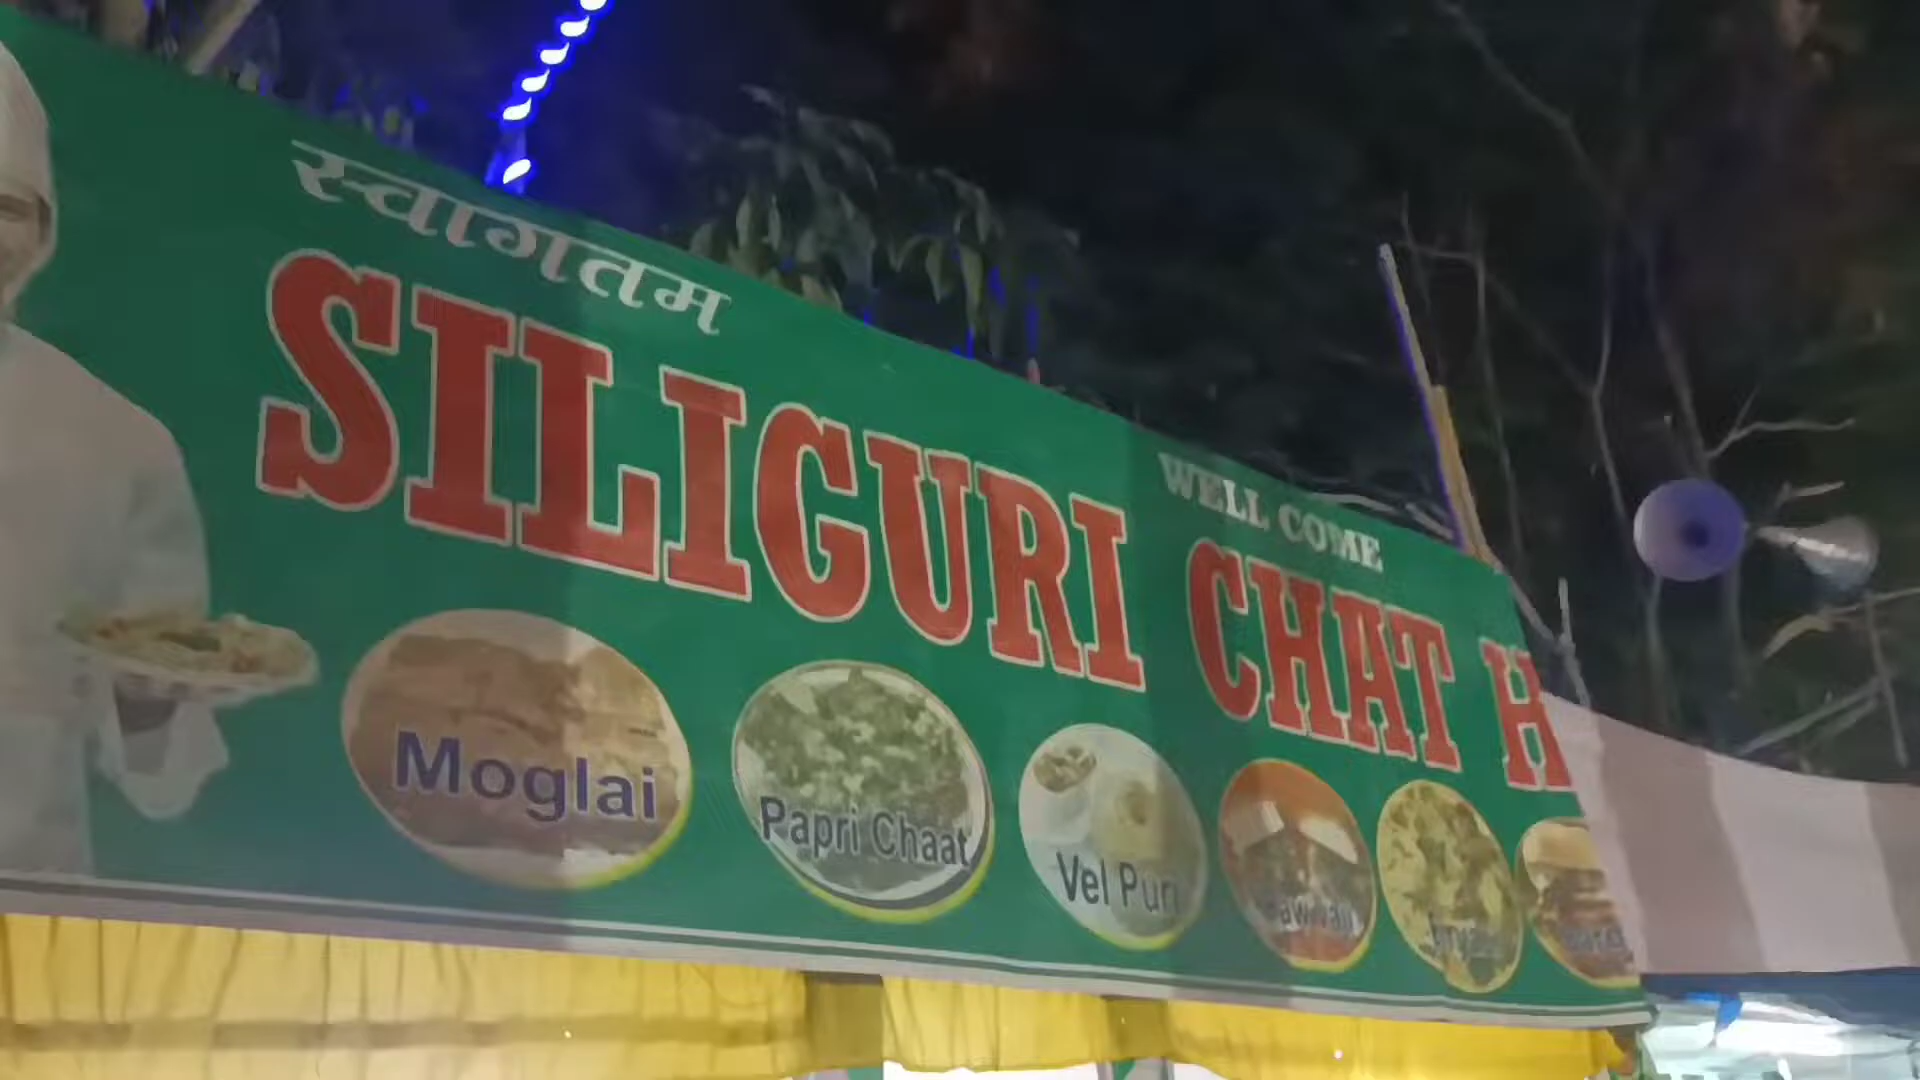 स्वागतम
WELL COME
SILIGURI CHAT H
Moglai
Papri Chaat
Vel Puri